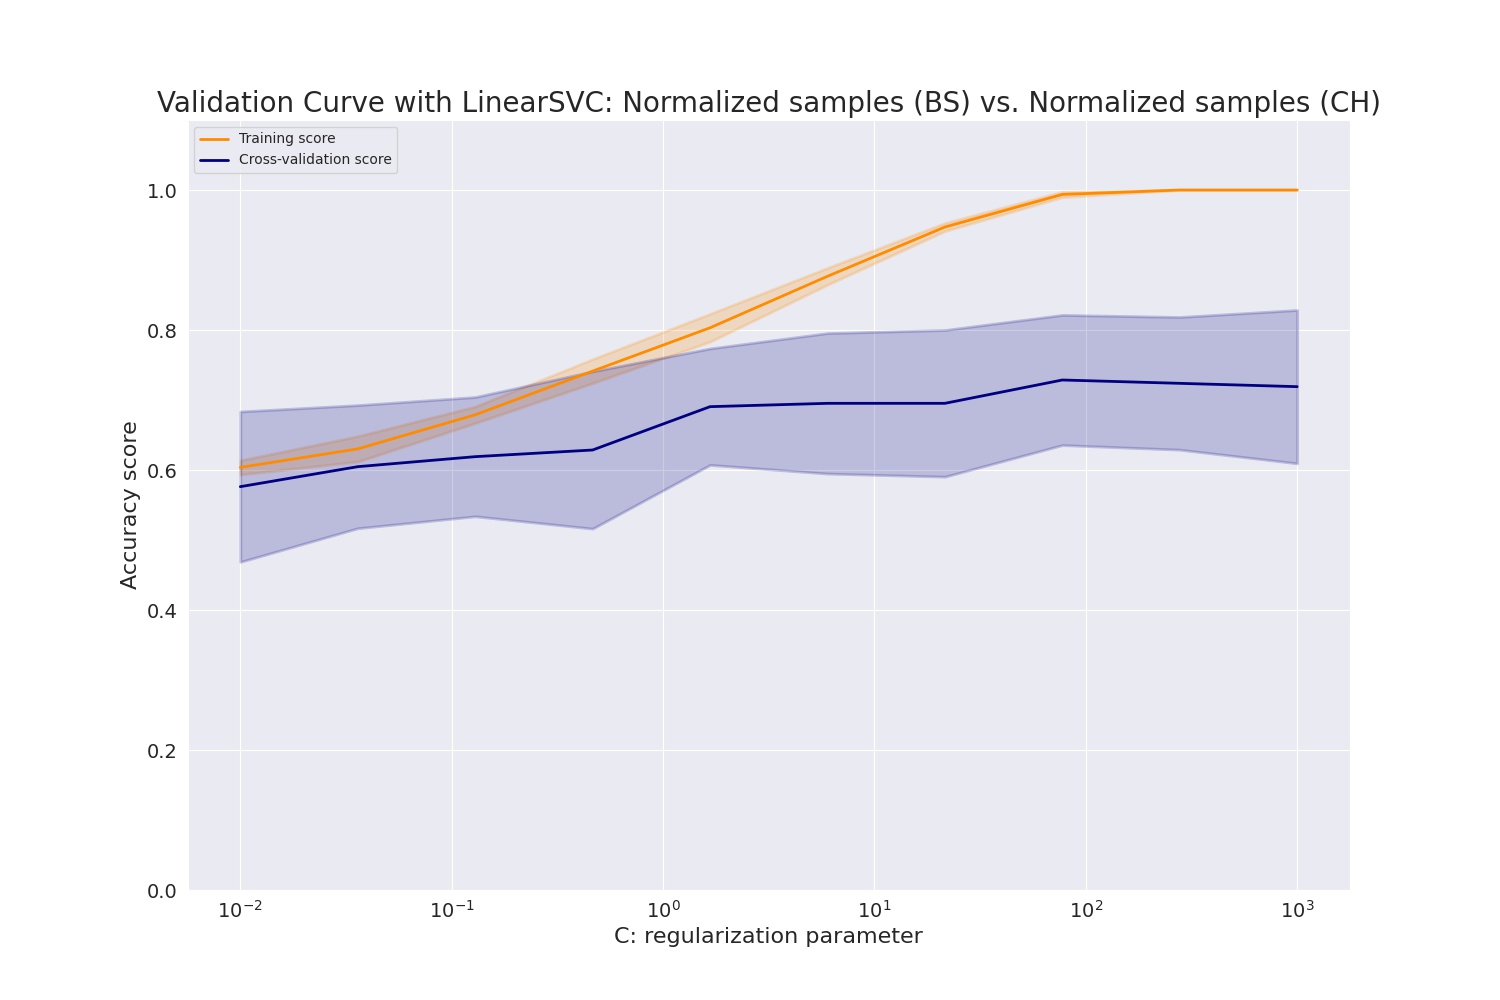 Validation Curve with LinearSVC: Normalized samples (BS) vs. Normalized samples (CH)
Training score
Cross-validation score
1.0
0.8
0.6
0.4
0.2
0.0
Accuracy score
10⁻² 10⁻¹ 10⁰ 10¹ 10² 10³
C: regularization parameter